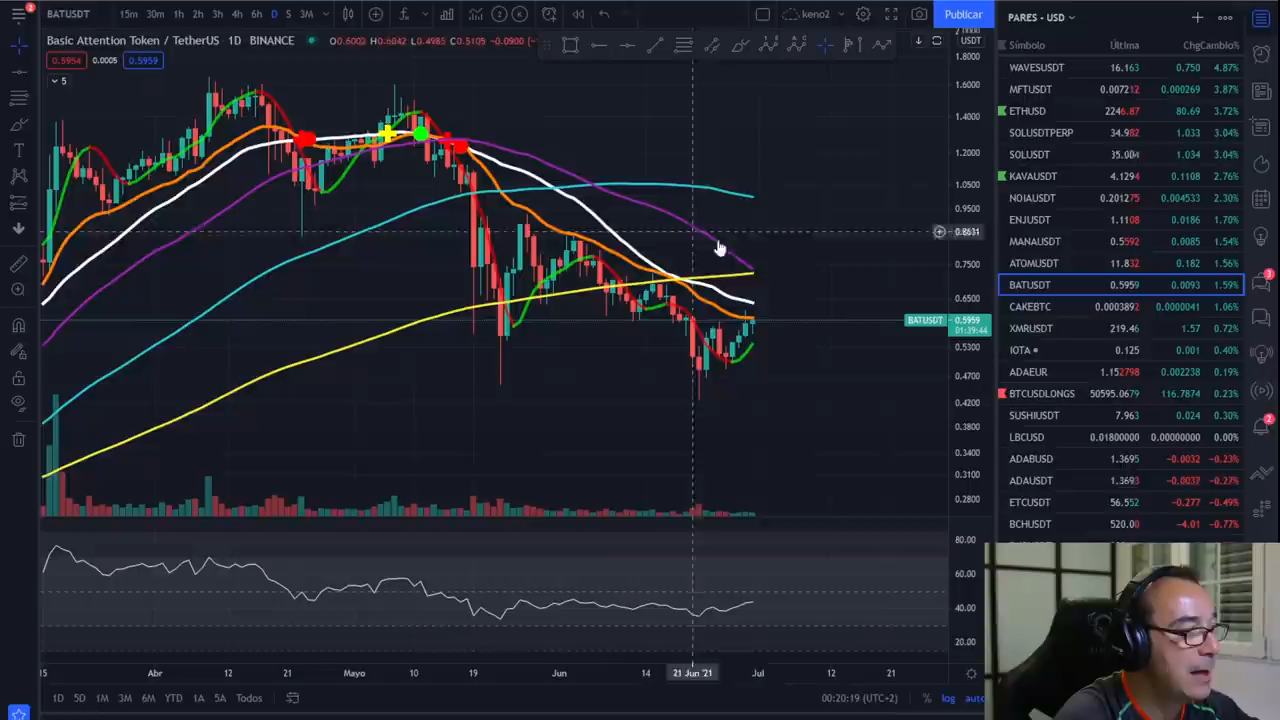 2
BATUSDT 15m 30m 1h 2h 3h 4h 6h D S 3M keno2 Publicar
Basic Attention Token / TetherUS 1D BINANCE O0.6002 H0.6042 L0.4985 C0.5105 -0.0900
USDT
0.5954 0.0005 0.5959
5
1.6000
1.4000
1.2000
1.0500
0.9500
0.8631
0.7500
0.6500
BATUSDT 0.5959
01:39:44
0.5300
0.4700
0.4200
0.3800
0.3400
0.3100
0.2800
80.00
60.00
40.00
20.00
15 Abr 12 21 Mayo 10 19 Jun 14 21 Jun '21 Jul 12 21
1D 5D 1M 3M 6M YTD 1A 5A Todos 00:20:19 (UTC+2) % log auto
PARES - USD
Símbolo Última Chg Cambio%
WAVESUSDT 16.163 0.750 4.87%
MFTUSDT 0.007212 0.000269 3.87%
ETHUSD 2246.87 80.69 3.72%
SOLUSDTPERP 34.982 1.033 3.04%
SOLUSDT 35.004 1.034 3.04%
KAVAUSDT 4.1294 0.1108 2.76%
NOIAUSDT 0.201275 0.004533 2.30%
ENJUSDT 1.1108 0.0186 1.70%
MANAUSDT 0.5592 0.0085 1.54%
ATOMUSDT 11.832 0.182 1.56%
BATUSDT 0.5959 0.0093 1.59%
CAKEBTC 0.0003892 0.0000041 1.06%
XMRUSDT 219.46 1.57 0.72%
IOTA 0.125 0.001 0.40%
ADAEUR 1.152798 0.002238 0.19%
BTCUSDLONGS 50595.0679 116.7874 0.23%
SUSHIUSDT 7.963 0.024 0.30%
LBCUSD 0.01800000 0.00000000 0.00%
ADABUSD 1.3695 -0.0032 -0.23%
ADAUSDT 1.3693 -0.0037 -0.27%
ETCUSDT 56.552 -0.277 -0.49%
BCHUSDT 520.00 -4.01 -0.77%
3
2